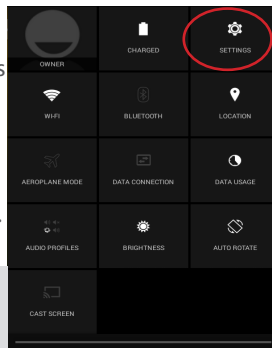 s
CHARGED
SETTINGS
OWNER
WI-FI
BLUETOOTH
LOCATION
AEROPLANE MODE
DATA CONNECTION
DATA USAGE
AUDIO PROFILES
BRIGHTNESS
AUTO ROTATE
CAST SCREEN